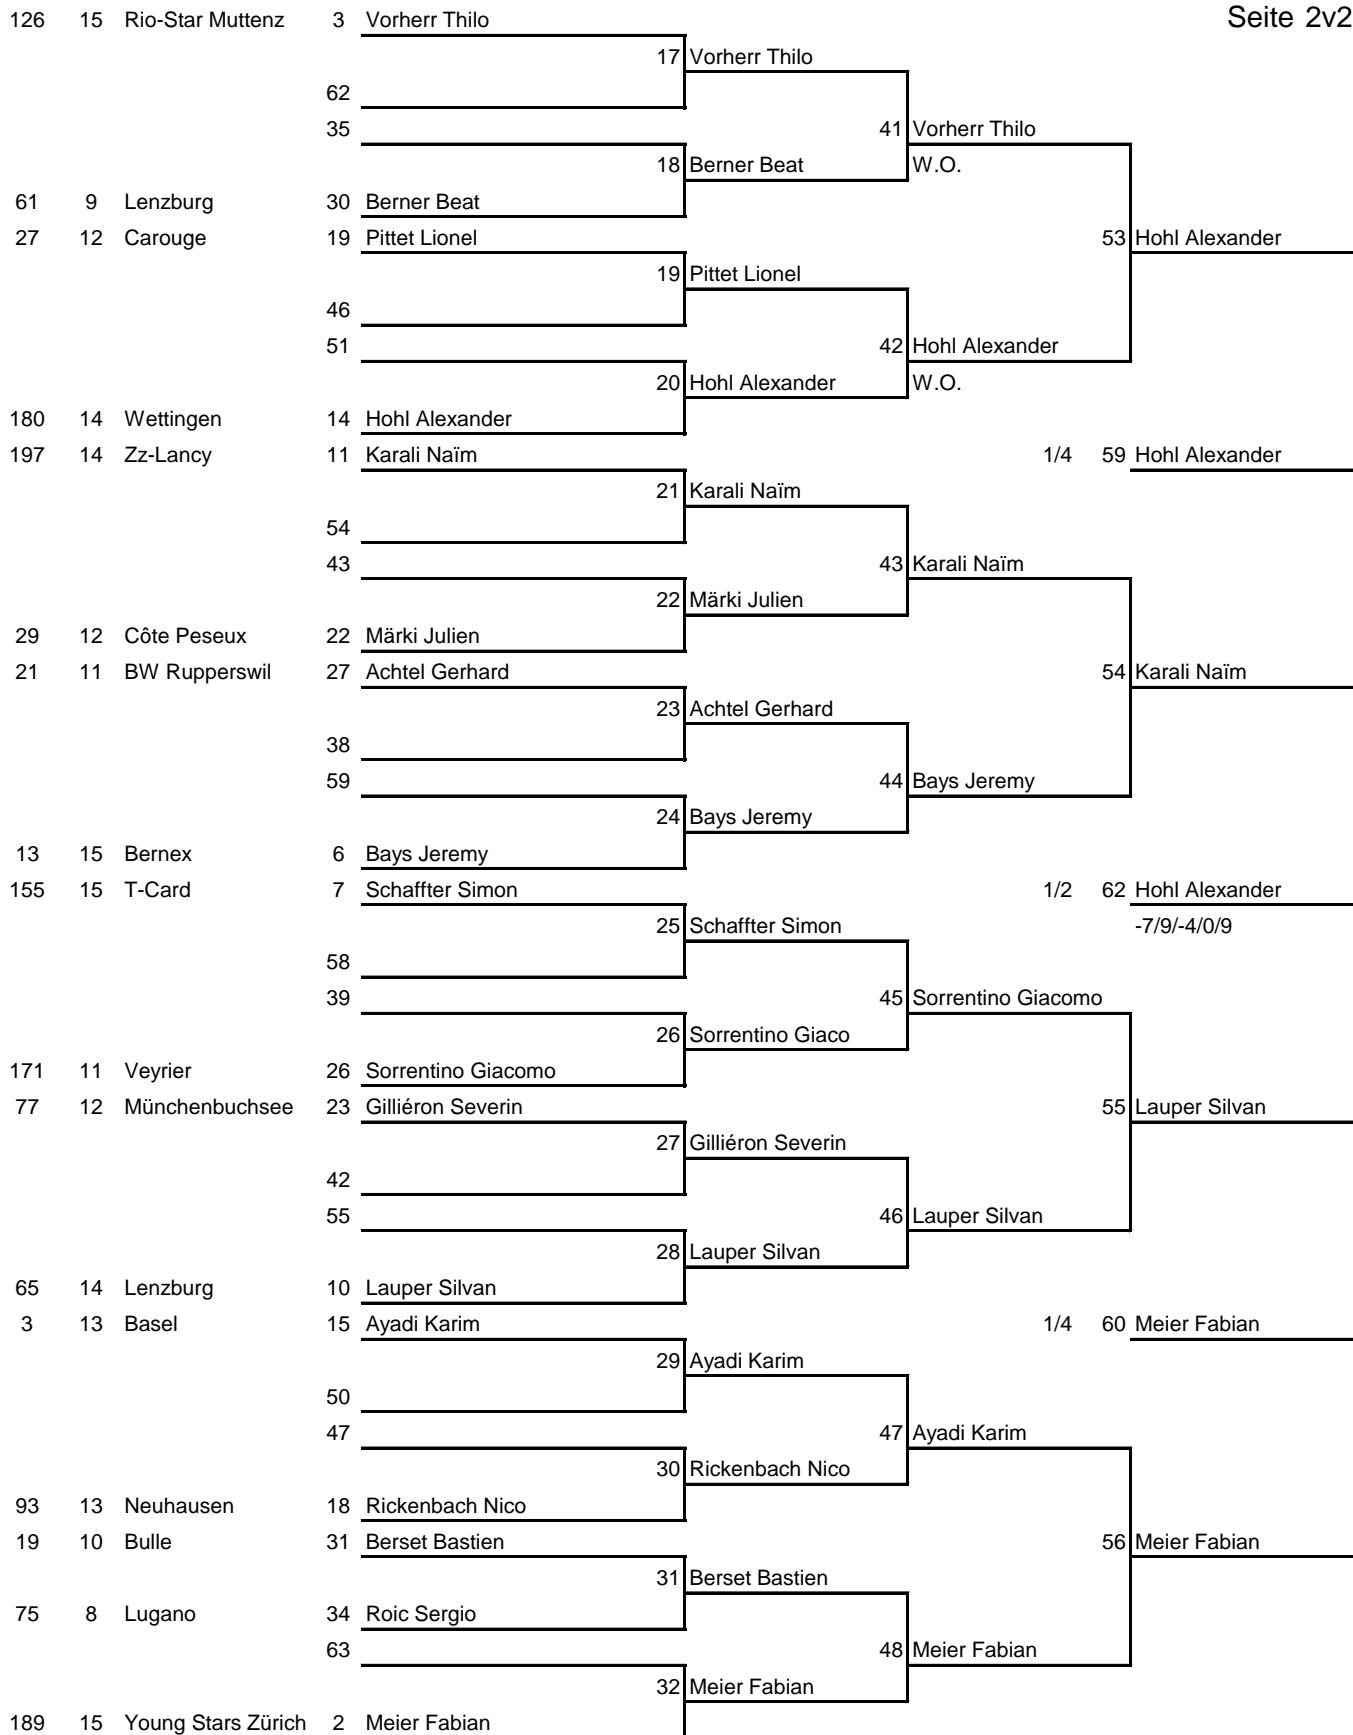 126 15 Rio-Star Muttenz 3 Vorherr Thilo Seite 2v2
17 Vorherr Thilo
62
35 41 Vorherr Thilo
18 Berner Beat W.O.
61 9 Lenzburg 30 Berner Beat
27 12 Carouge 19 Pittet Lionel 53 Hohl Alexander
19 Pittet Lionel
46
51 42 Hohl Alexander
20 Hohl Alexander W.O.
180 14 Wettingen 14 Hohl Alexander
197 14 Zz-Lancy 11 Karali Naïm 1/4 59 Hohl Alexander
21 Karali Naïm
54
43 43 Karali Naïm
22 Märki Julien
29 12 Côte Peseux 22 Märki Julien
21 11 BW Rupperswil 27 Achtel Gerhard 54 Karali Naïm
23 Achtel Gerhard
38
59 44 Bays Jeremy
24 Bays Jeremy
13 15 Bernex 6 Bays Jeremy
155 15 T-Card 7 Schaffter Simon 1/2 62 Hohl Alexander
25 Schaffter Simon -7/9/-4/0/9
58
39 45 Sorrentino Giacomo
26 Sorrentino Giaco
171 11 Veyrier 26 Sorrentino Giacomo
77 12 Münchenbuchsee 23 Gilliéron Severin 55 Lauper Silvan
27 Gilliéron Severin
42
55 46 Lauper Silvan
28 Lauper Silvan
65 14 Lenzburg 10 Lauper Silvan
3 13 Basel 15 Ayadi Karim 1/4 60 Meier Fabian
29 Ayadi Karim
50
47 47 Ayadi Karim
30 Rickenbach Nico
93 13 Neuhausen 18 Rickenbach Nico
19 10 Bulle 31 Berset Bastien 56 Meier Fabian
31 Berset Bastien
75 8 Lugano 34 Roic Sergio
63 48 Meier Fabian
32 Meier Fabian
189 15 Young Stars Zürich 2 Meier Fabian